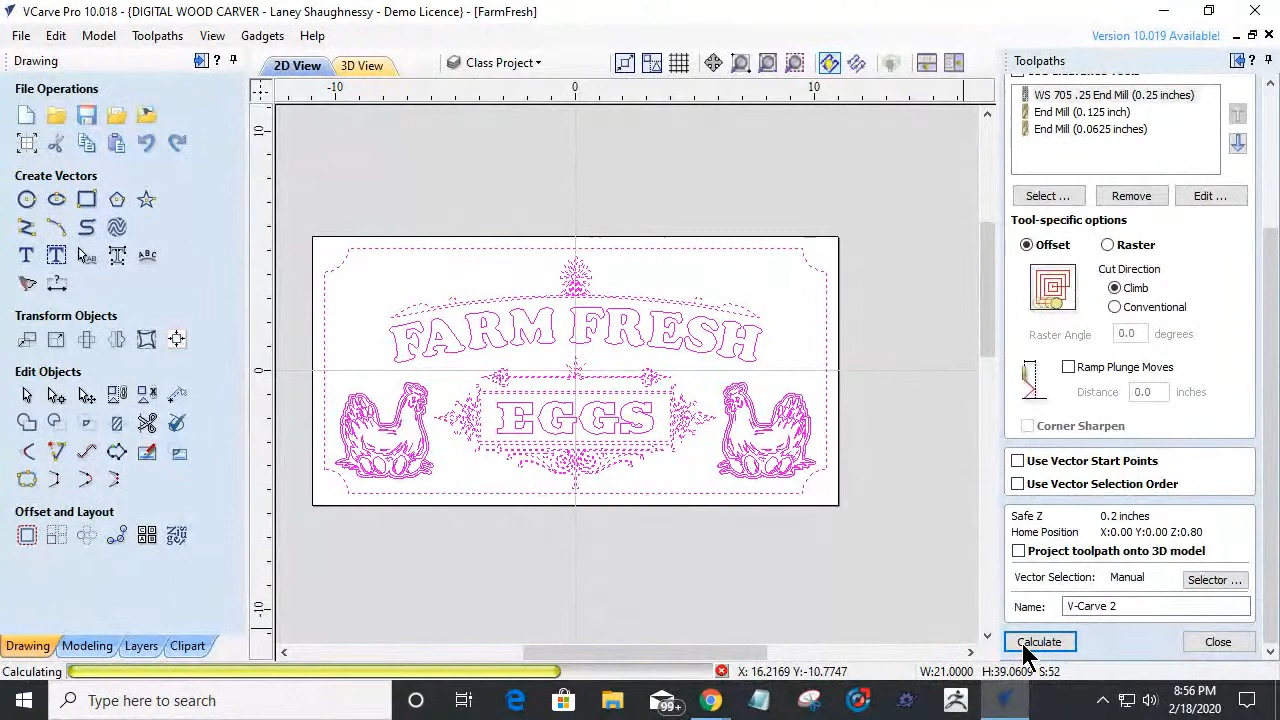 VCarve Pro 10.018 - {DIGITAL WOOD CARVER - Laney Shaughnessy - Demo Licence} - [FarmFresh]
File Edit Model Toolpaths View Gadgets Help
Version 10.019 Available!
Drawing
2D View 3D View Class Project
Toolpaths
File Operations
Create Vectors
Transform Objects
Edit Objects
Offset and Layout
Drawing Modeling Layers Clipart
-10 0 10
10
0
-10
FARM FRESH
EGGS
WS 705 .25 End Mill (0.25 inches)
End Mill (0.125 inch)
End Mill (0.0625 inches)
Select ... Remove Edit ...
Tool-specific options
Offset Raster
Cut Direction
Climb
Conventional
Raster Angle 0.0 degrees
Ramp Plunge Moves
Distance 0.0 inches
Corner Sharpen
Use Vector Start Points
Use Vector Selection Order
Safe Z 0.2 inches
Home Position X:0.00 Y:0.00 Z:0.80
Project toolpath onto 3D model
Vector Selection: Manual Selector ...
Name: V-Carve 2
Calculate Close
Calculating X: 16.2169 Y: -10.7747 W:21.0000 H:39.0609 S:52
Type here to search
99+
8:56 PM
2/18/2020